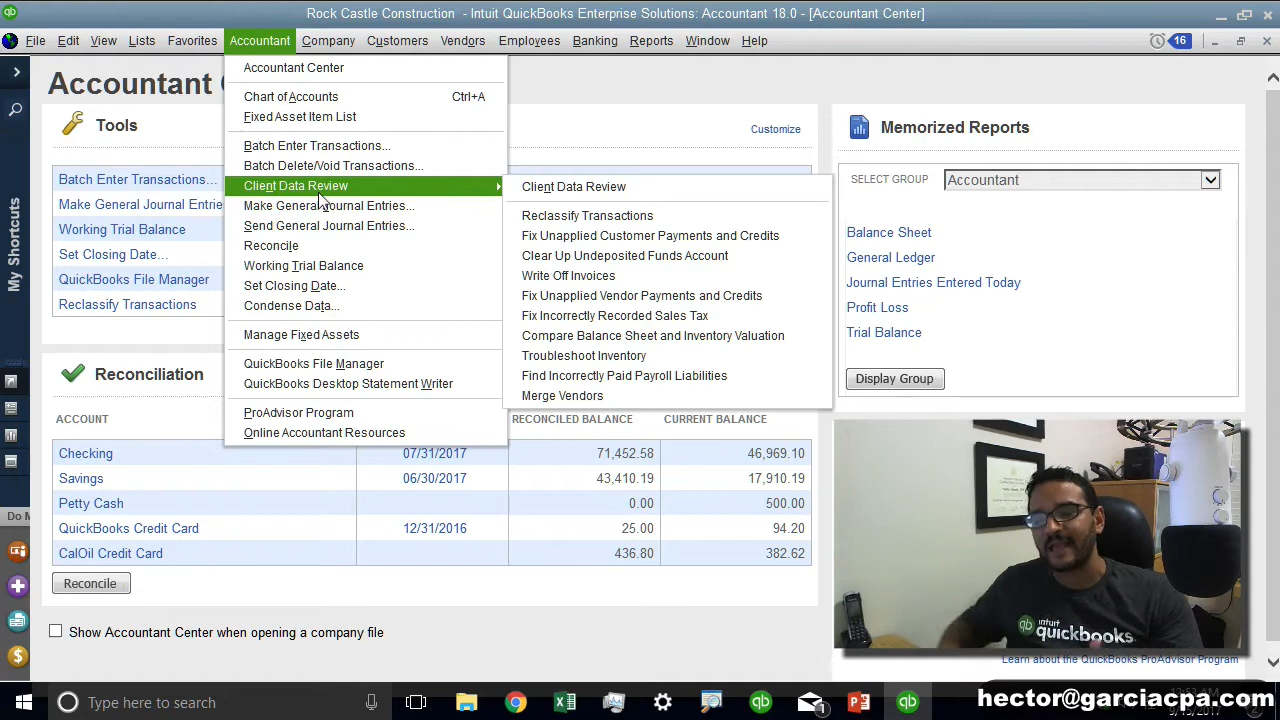 Rock Castle Construction - Intuit QuickBooks Enterprise Solutions: Accountant 18.0 - [Accountant Center]
File Edit View Lists Favorites Accountant Company Customers Vendors Employees Banking Reports Window Help 16
Accountant C
Accountant Center
Chart of Accounts Ctrl+A
Fixed Asset Item List
Batch Enter Transactions...
Batch Delete/Void Transactions...
Client Data Review
Make General Journal Entries...
Send General Journal Entries...
Reconcile
Working Trial Balance
Set Closing Date...
Condense Data...
Manage Fixed Assets
QuickBooks File Manager
QuickBooks Desktop Statement Writer
ProAdvisor Program
Online Accountant Resources
Client Data Review
Reclassify Transactions
Fix Unapplied Customer Payments and Credits
Clear Up Undeposited Funds Account
Write Off Invoices
Fix Unapplied Vendor Payments and Credits
Fix Incorrectly Recorded Sales Tax
Compare Balance Sheet and Inventory Valuation
Troubleshoot Inventory
Find Incorrectly Paid Payroll Liabilities
Merge Vendors
My Shortcuts
Do M
Tools
Customize
Batch Enter Transactions...
Make General Journal Entrie
Working Trial Balance
Set Closing Date...
QuickBooks File Manager
Reclassify Transactions
Memorized Reports
SELECT GROUP Accountant
Balance Sheet
General Ledger
Journal Entries Entered Today
Profit Loss
Trial Balance
Display Group
Reconciliation
ACCOUNT RECONCILED BALANCE CURRENT BALANCE
Checking 07/31/2017 71,452.58 46,969.10
Savings 06/30/2017 43,410.19 17,910.19
Petty Cash 0.00 500.00
QuickBooks Credit Card 12/31/2016 25.00 94.20
CalOil Credit Card 436.80 382.62
Reconcile
Show Accountant Center when opening a company file
intuit
quickbooks.
Learn about the QuickBooks ProAdvisor Program
Type here to search
1
hector@garciacpa.com